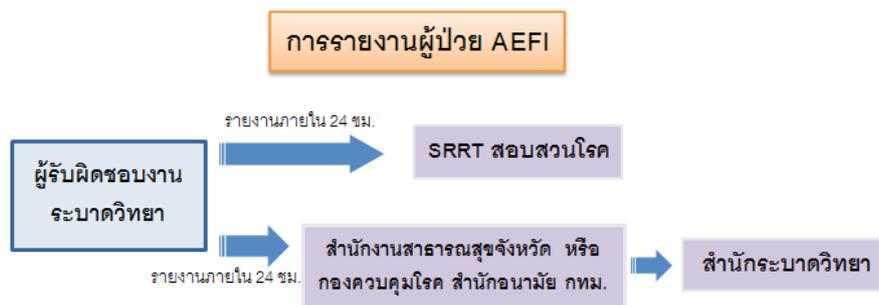 การรายงานผู้ป่วย AEFI
รายงานภายใน 24 ชม.
ผู้รับผิดชอบงาน
ระบาดวิทยา
SRRT สอบสวนโรค
สำนักงานสาธารณสุขจังหวัด หรือ
กองควบคุมโรค สำนักอนามัย กทม.
สำนักระบาดวิทยา
รายงานภายใน 24 ชม.